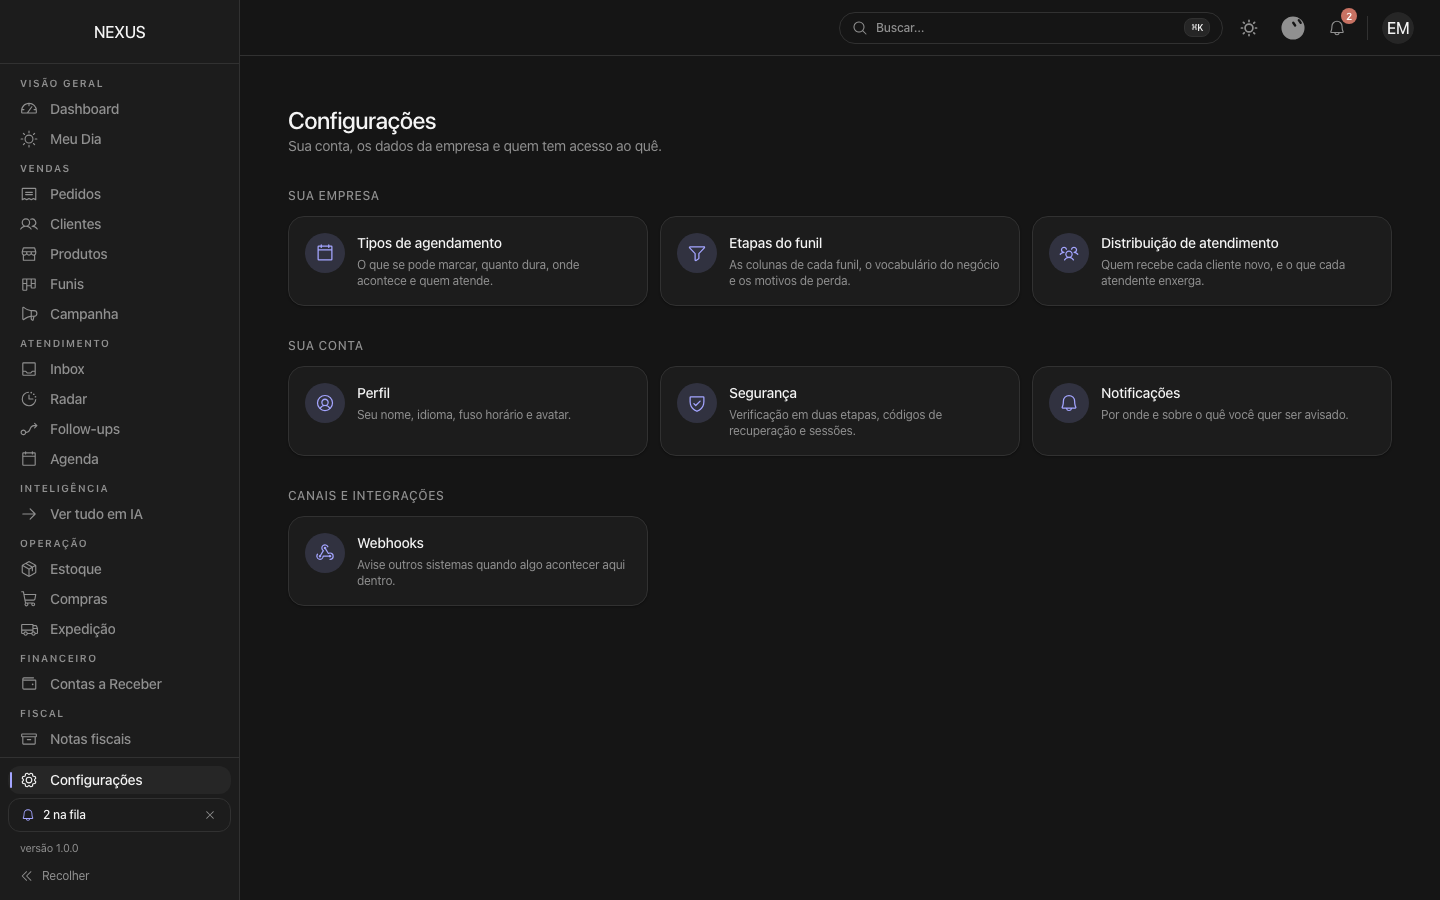 NEXUS
Buscar...
⌘K
2
EM
VISÃO GERAL
Dashboard
Meu Dia
VENDAS
Pedidos
Clientes
Produtos
Funis
Campanha
ATENDIMENTO
Inbox
Radar
Follow-ups
Agenda
INTELIGÊNCIA
Ver tudo em IA
OPERAÇÃO
Estoque
Compras
Expedição
FINANCEIRO
Contas a Receber
FISCAL
Notas fiscais
Configurações
2 na fila
versão 1.0.0
Recolher
Configurações
Sua conta, os dados da empresa e quem tem acesso ao quê.
SUA EMPRESA
Tipos de agendamento
O que se pode marcar, quanto dura, onde
acontece e quem atende.
Etapas do funil
As colunas de cada funil, o vocabulário do negócio
e os motivos de perda.
Distribuição de atendimento
Quem recebe cada cliente novo, e o que cada
atendente enxerga.
SUA CONTA
Perfil
Seu nome, idioma, fuso horário e avatar.
Segurança
Verificação em duas etapas, códigos de
recuperação e sessões.
Notificações
Por onde e sobre o quê você quer ser avisado.
CANAIS E INTEGRAÇÕES
Webhooks
Avise outros sistemas quando algo acontecer aqui
dentro.